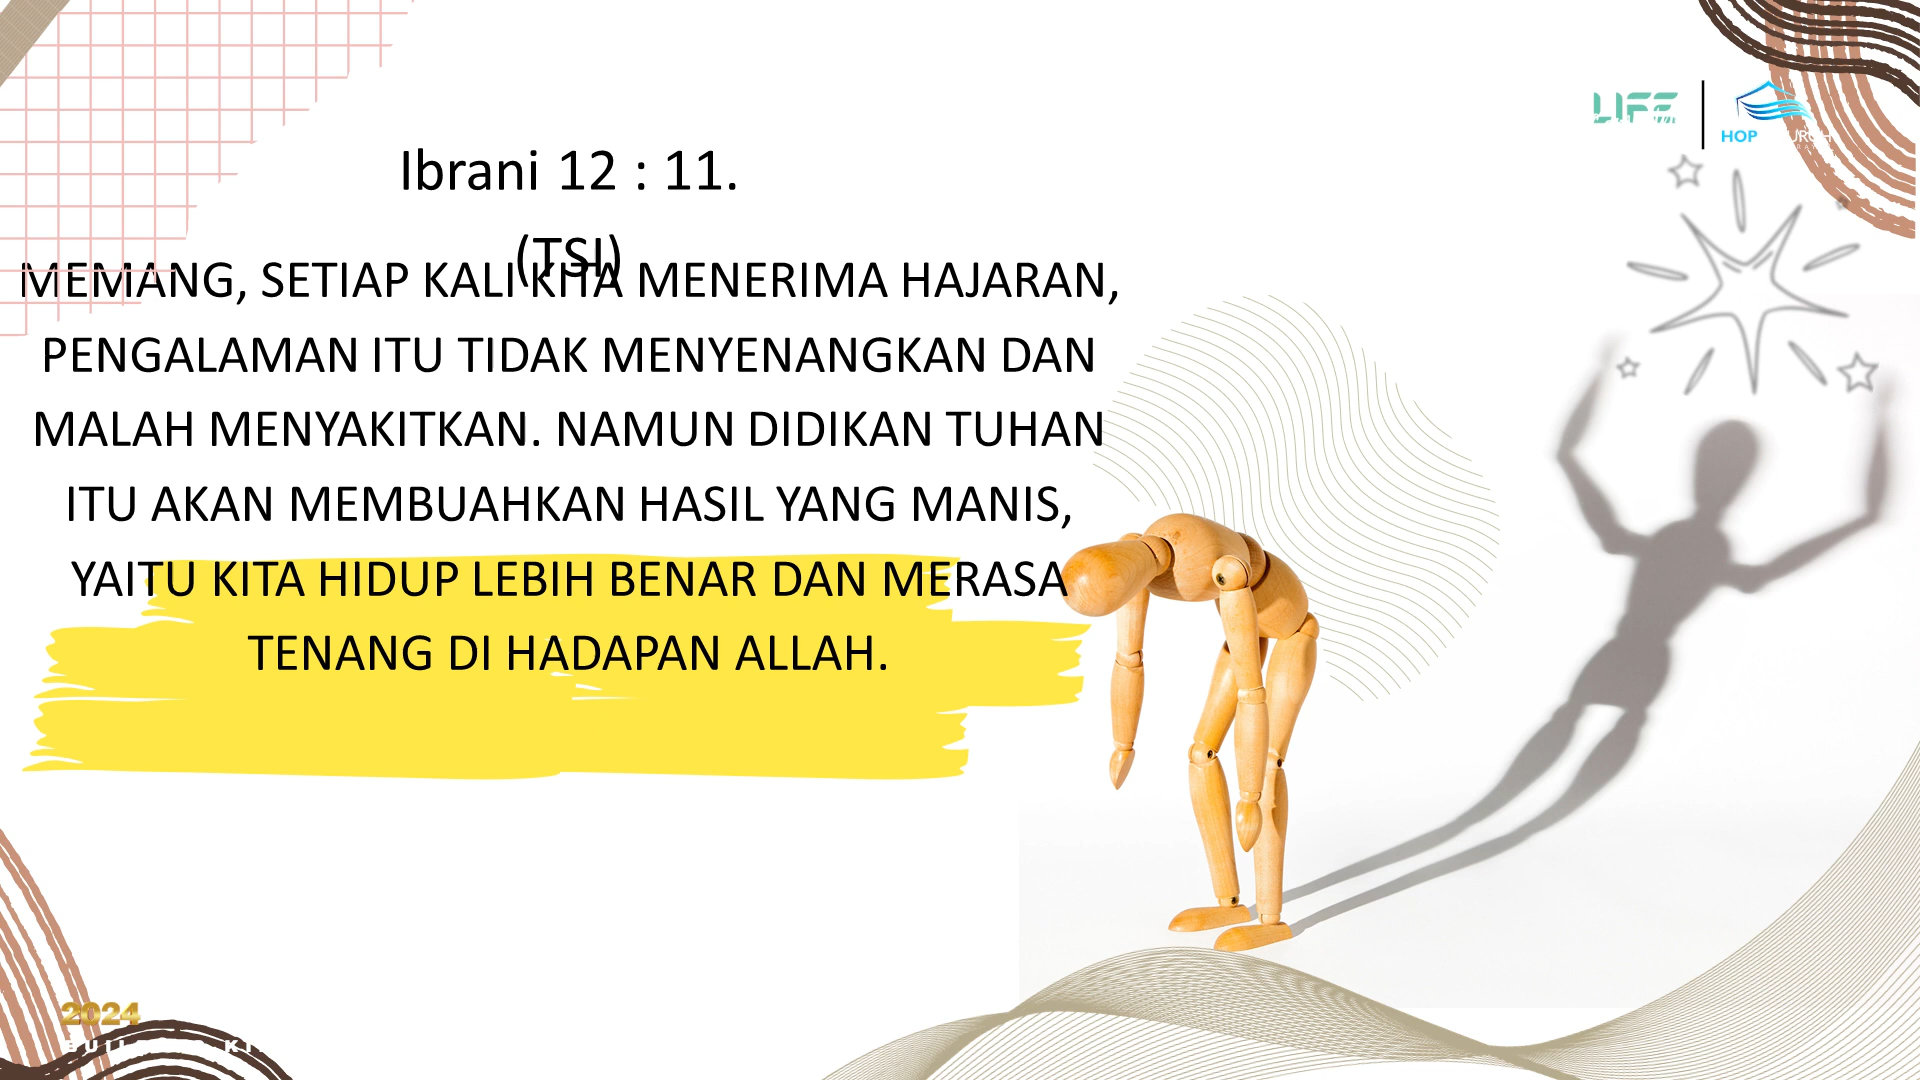 LIFE
HOP
Ibrani 12 : 11.
(TSI)
MEMANG, SETIAP KALI KITA MENERIMA HAJARAN,
PENGALAMAN ITU TIDAK MENYENANGKAN DAN
MALAH MENYAKITKAN. NAMUN DIDIKAN TUHAN
ITU AKAN MEMBUAHKAN HASIL YANG MANIS,
YAITU KITA HIDUP LEBIH BENAR DAN MERASA
TENANG DI HADAPAN ALLAH.
2024